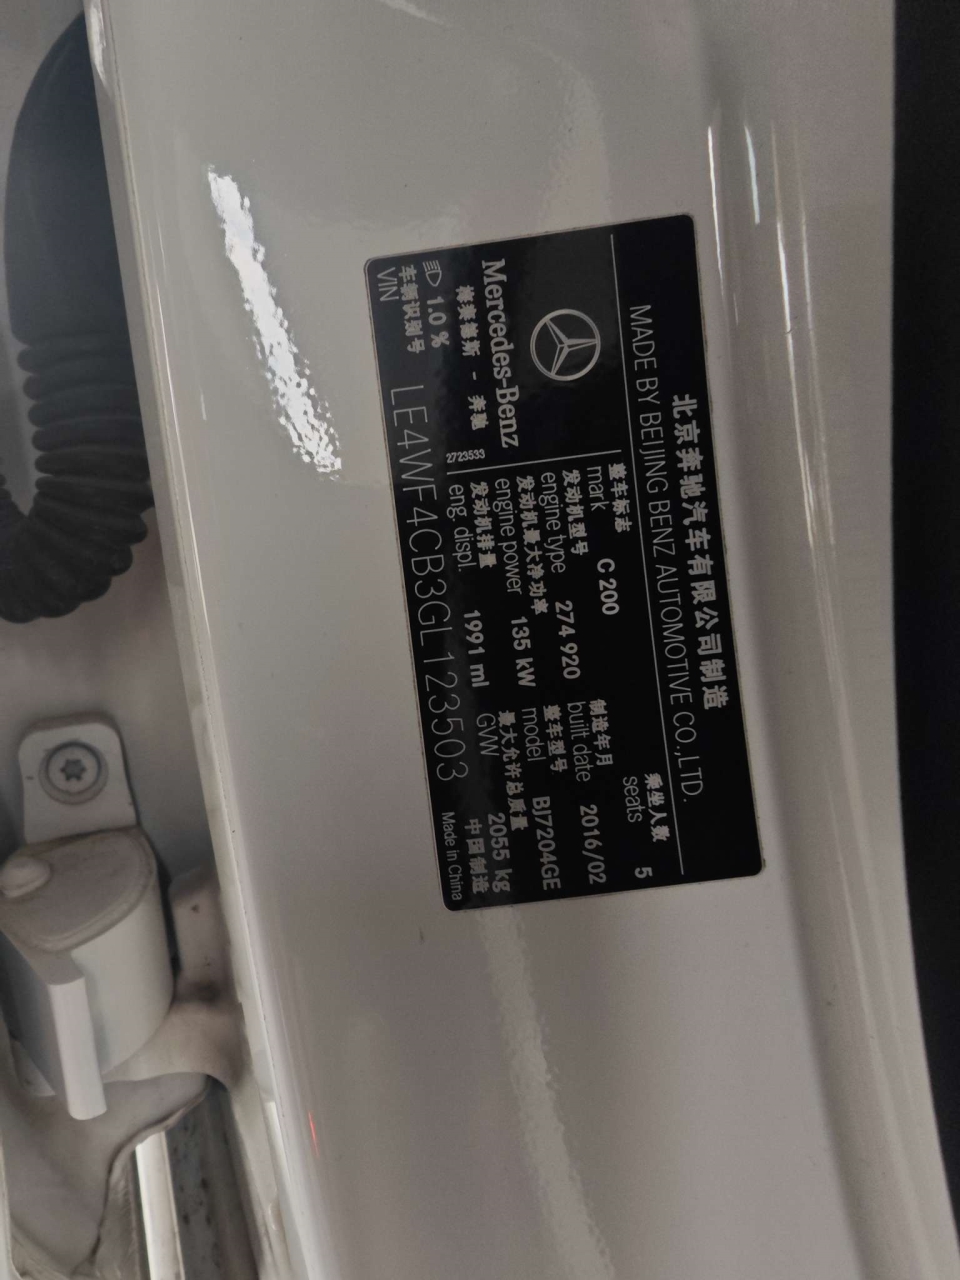 北京奔驰汽车有限公司制造
MADE BY BEIJING BENZ AUTOMOTIVE CO.,LTD.
乘坐人数
seats 5
整车标志
mark C 200
制造年月
built date 2016/02
发动机型号
engine type 274 920
整车型号
model BJ7204GE
发动机最大净功率
engine power 135 kW
最大允许总质量
GVW 2055 kg
发动机排量
eng. displ. 1991 ml
中国制造
Made in China
Mercedes-Benz
梅赛德斯 - 奔驰
2723533
1.0 %
车辆识别号
VIN LE4WF4CB3GL123503